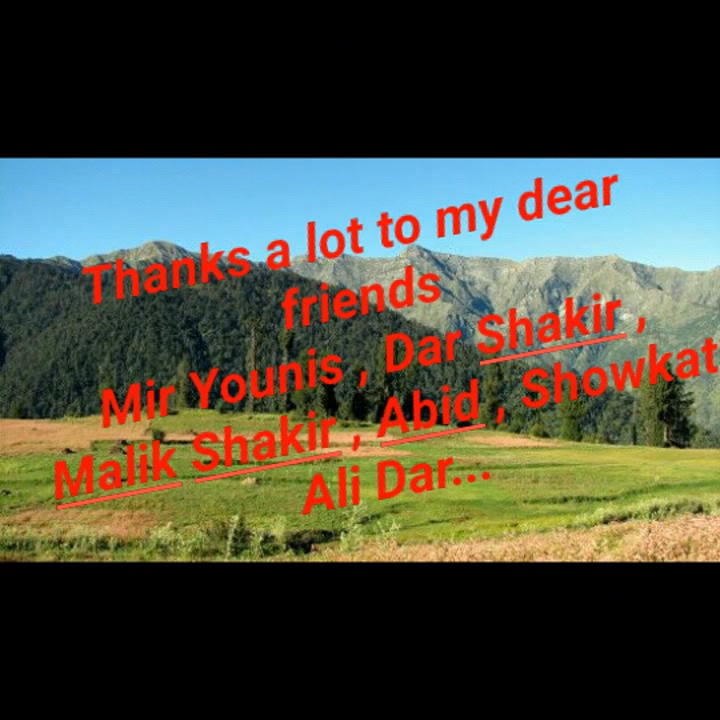 Thanks a lot to my dear
friends
Mir Younis , Dar Shakir ,
Malik Shakir , Abid , Showkat
Ali Dar...